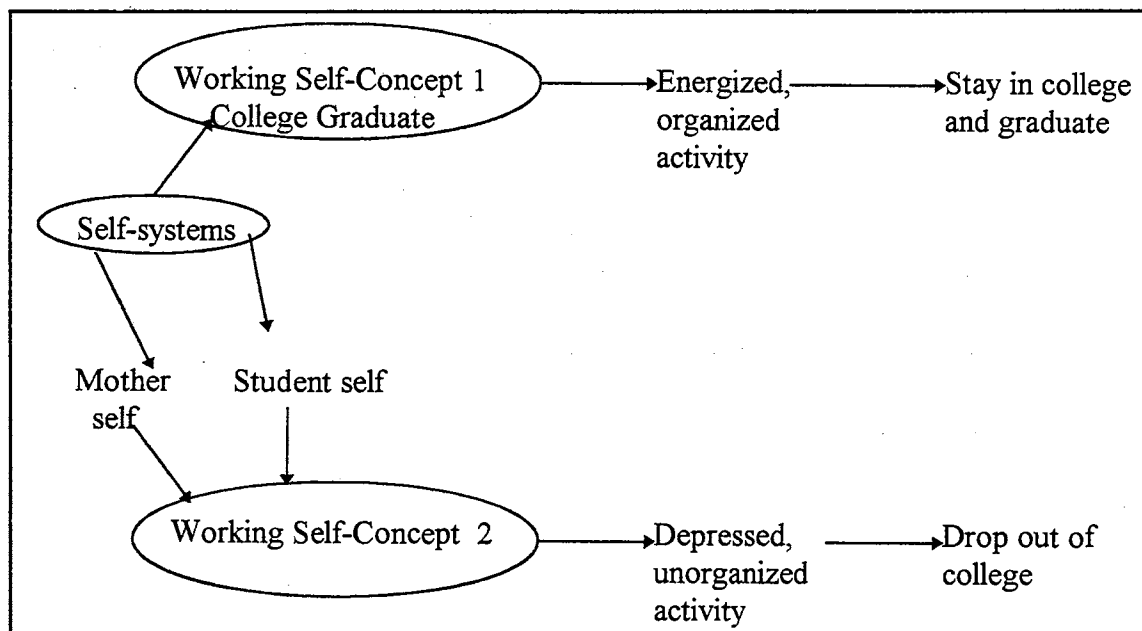 Working Self-Concept 1
College Graduate
Energized,
organized
activity
Stay in college
and graduate
Self-systems
Mother
self
Student self
Working Self-Concept 2
Depressed,
unorganized
activity
Drop out of
college